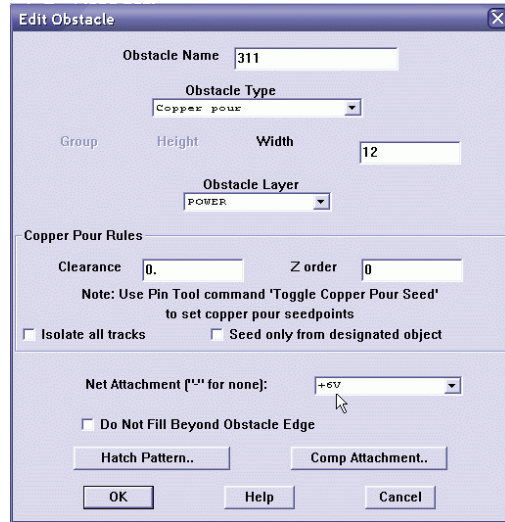 Edit Obstacle
Obstacle Name 311
Obstacle Type
Copper pour
Group Height Width 12
Obstacle Layer
POWER
Copper Pour Rules
Clearance 0. Z order 0
Note: Use Pin Tool command 'Toggle Copper Pour Seed'
to set copper pour seedpoints
Isolate all tracks Seed only from designated object
Net Attachment ("-" for none): +6V
Do Not Fill Beyond Obstacle Edge
Hatch Pattern.. Comp Attachment..
OK Help Cancel